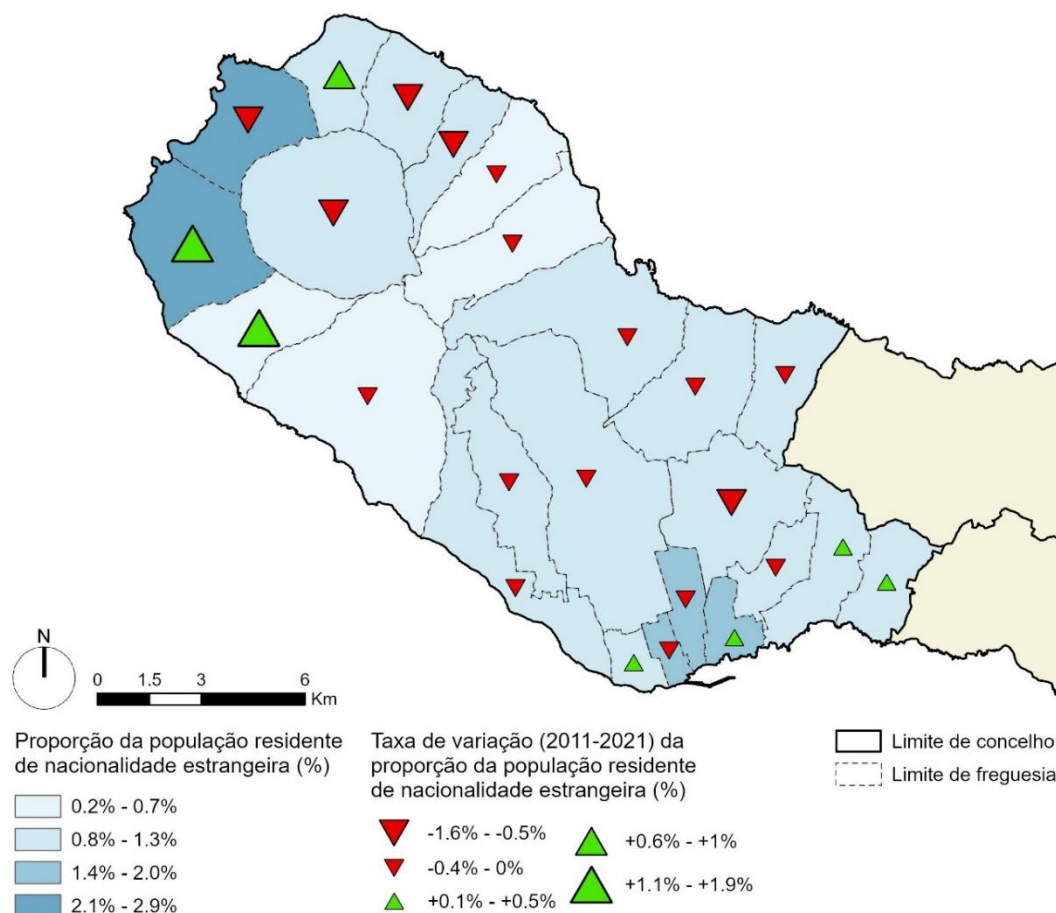 N
0 1.5 3 6
Km
Proporção da população residente
de nacionalidade estrangeira (%)
0.2% - 0.7%
0.8% - 1.3%
1.4% - 2.0%
2.1% - 2.9%
Taxa de variação (2011-2021) da
proporção da população residente
de nacionalidade estrangeira (%)
-1.6% - -0.5%
-0.4% - 0%
+0.1% - +0.5%
+0.6% - +1%
+1.1% - +1.9%
Limite de concelho
Limite de freguesia